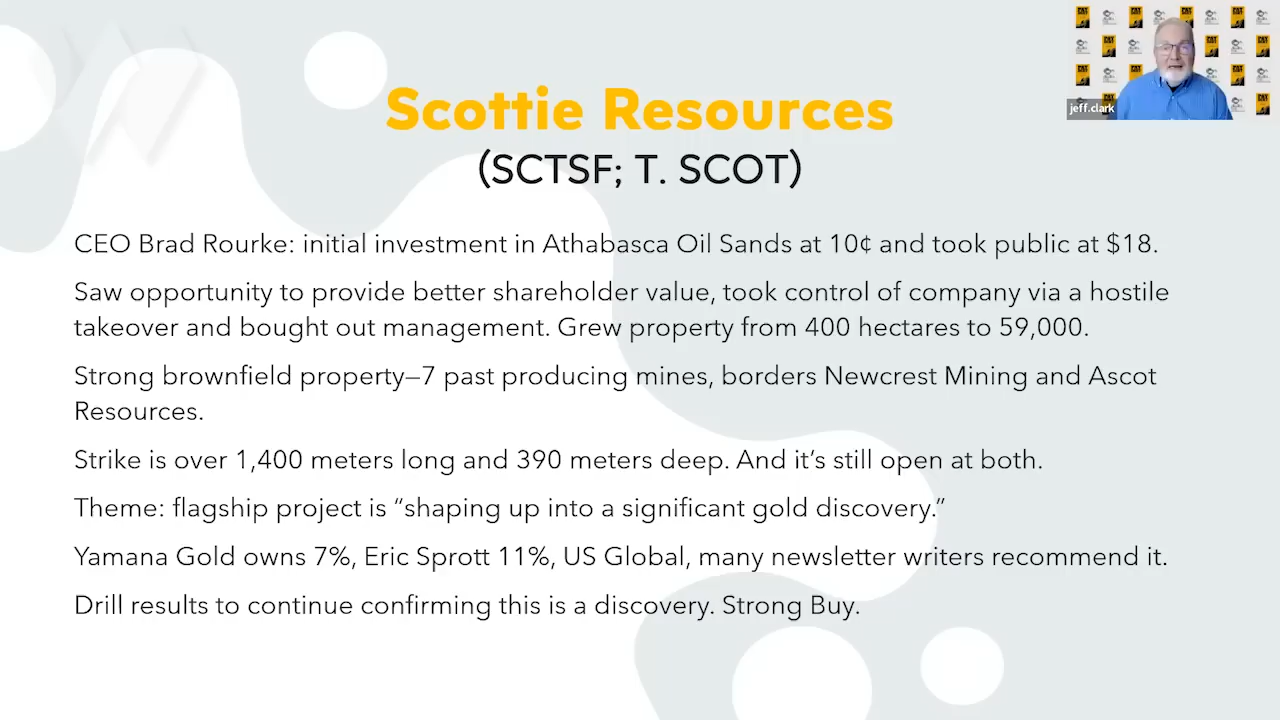 Scottie Resources
(SCTSF; T. SCOT)
jeff.clark
CEO Brad Rourke: initial investment in Athabasca Oil Sands at 10¢ and took public at $18.
Saw opportunity to provide better shareholder value, took control of company via a hostile
takeover and bought out management. Grew property from 400 hectares to 59,000.
Strong brownfield property—7 past producing mines, borders Newcrest Mining and Ascot
Resources.
Strike is over 1,400 meters long and 390 meters deep. And it’s still open at both.
Theme: flagship project is “shaping up into a significant gold discovery.”
Yamana Gold owns 7%, Eric Sprott 11%, US Global, many newsletter writers recommend it.
Drill results to continue confirming this is a discovery. Strong Buy.